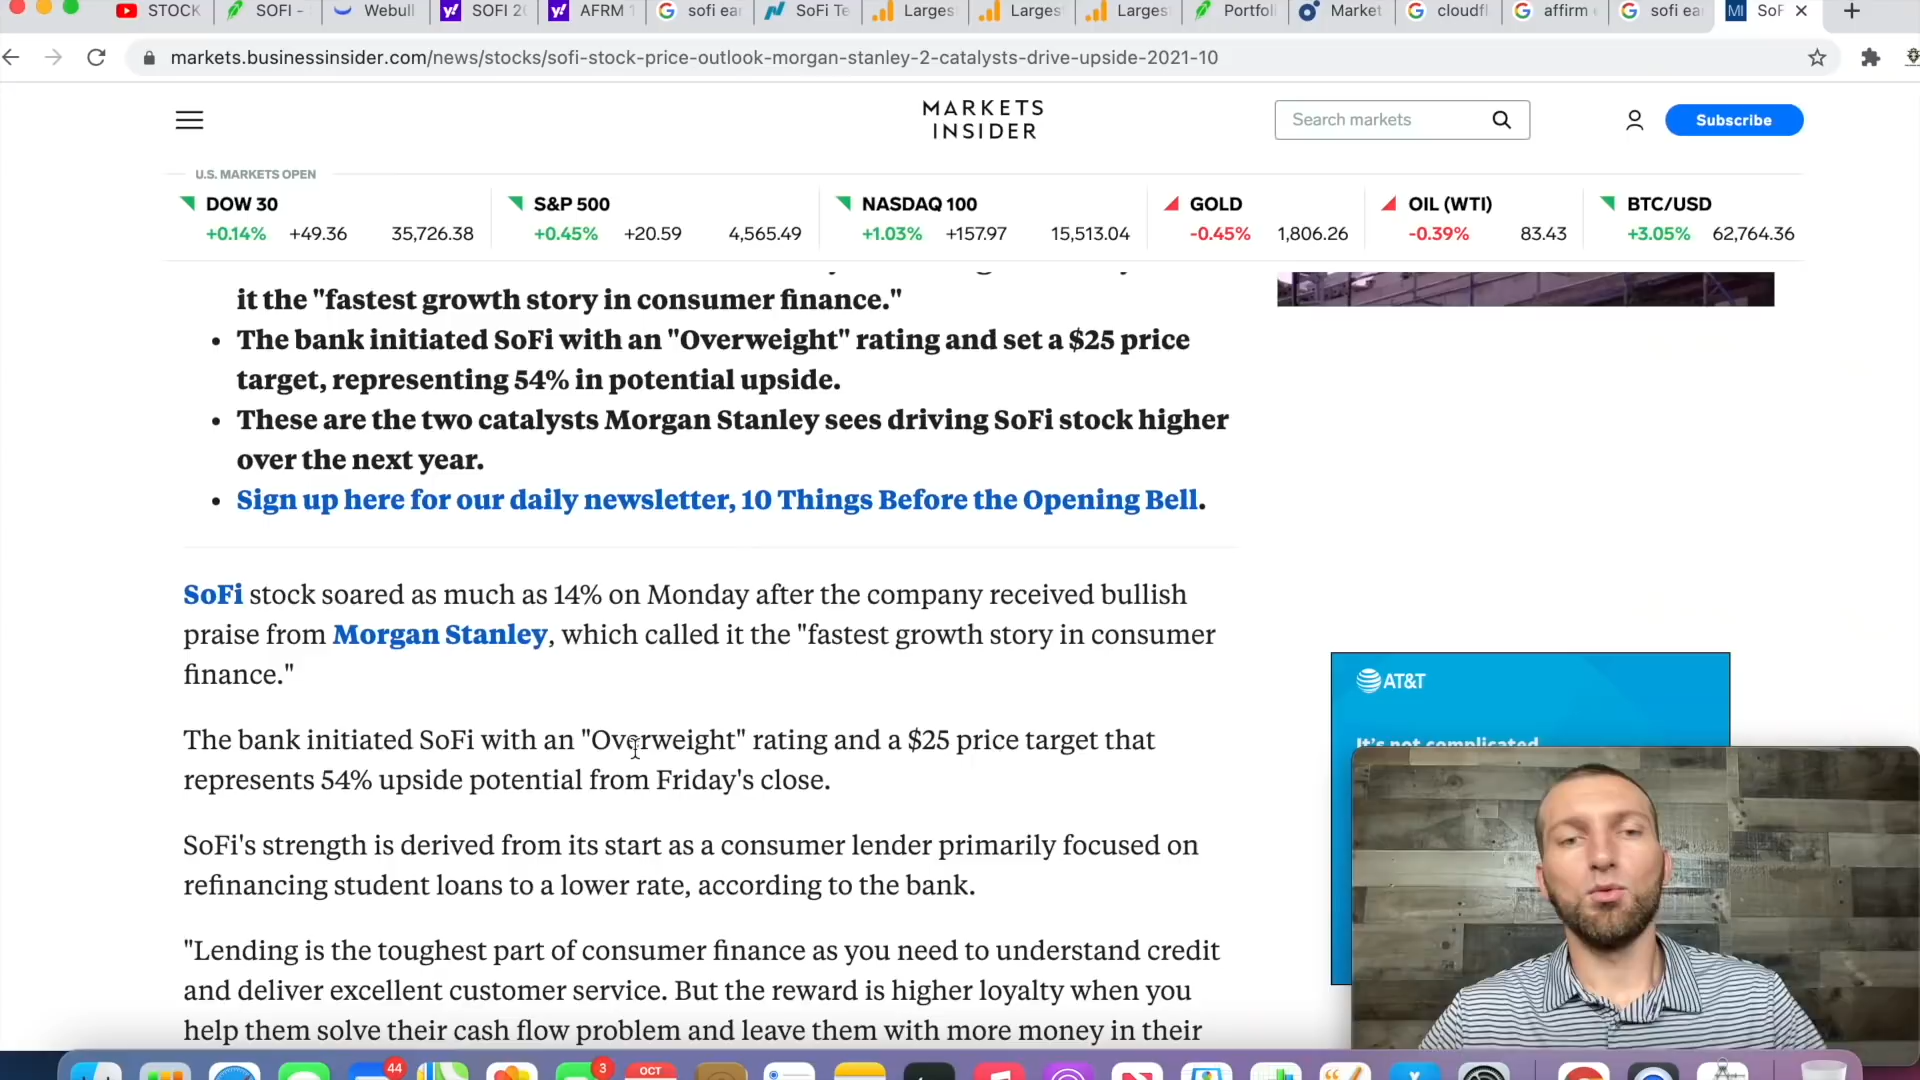 STOCK SOFI - Webull SOFI 20 AFRM 1 sofi ear SoFi Te Larges Larges Larges Portfoli Market cloudfl affirm sofi ear SoF
markets.businessinsider.com/news/stocks/sofi-stock-price-outlook-morgan-stanley-2-catalysts-drive-upside-2021-10
MARKETS
INSIDER
Search markets
Subscribe
U.S. MARKETS OPEN
DOW 30
+0.14% +49.36 35,726.38
S&P 500
+0.45% +20.59 4,565.49
NASDAQ 100
+1.03% +157.97 15,513.04
GOLD
-0.45% 1,806.26
OIL (WTI)
-0.39% 83.43
BTC/USD
+3.05% 62,764.36
it the "fastest growth story in consumer finance."
• The bank initiated SoFi with an "Overweight" rating and set a $25 price
target, representing 54% in potential upside.
• These are the two catalysts Morgan Stanley sees driving SoFi stock higher
over the next year.
• Sign up here for our daily newsletter, 10 Things Before the Opening Bell.
SoFi stock soared as much as 14% on Monday after the company received bullish
praise from Morgan Stanley, which called it the "fastest growth story in consumer
finance."
The bank initiated SoFi with an "Overweight" rating and a $25 price target that
represents 54% upside potential from Friday's close.
SoFi's strength is derived from its start as a consumer lender primarily focused on
refinancing student loans to a lower rate, according to the bank.
"Lending is the toughest part of consumer finance as you need to understand credit
and deliver excellent customer service. But the reward is higher loyalty when you
help them solve their cash flow problem and leave them with more money in their
AT&T
It's not complicated
44
3
OCT